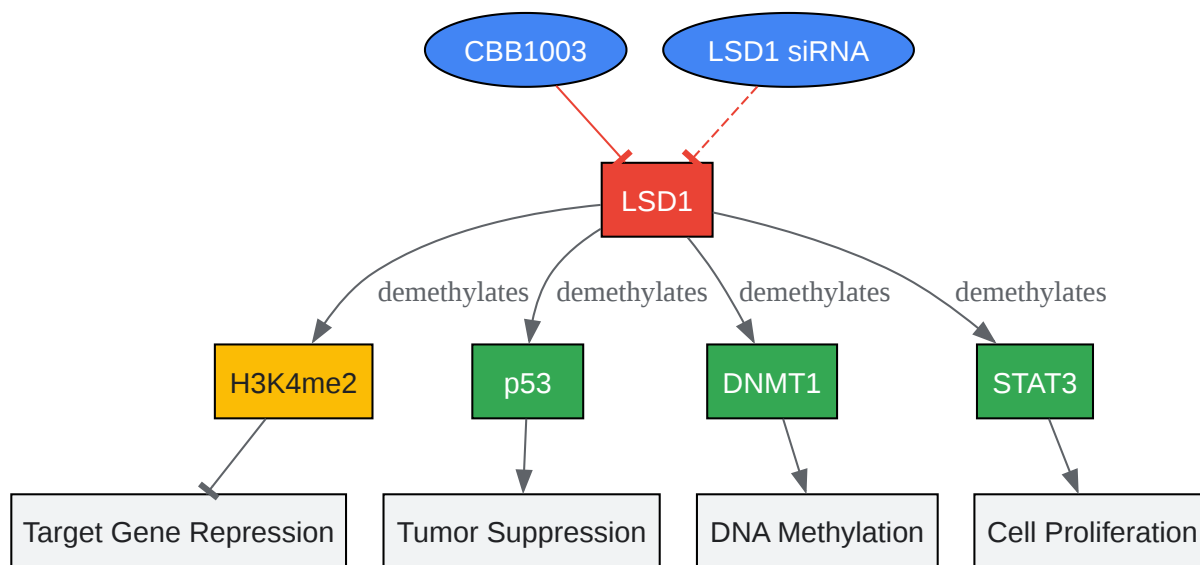 CBB1003
LSD1 siRNA
LSD1
demethylates
demethylates
demethylates
demethylates
H3K4me2
p53
DNMT1
STAT3
Target Gene Repression
Tumor Suppression
DNA Methylation
Cell Proliferation